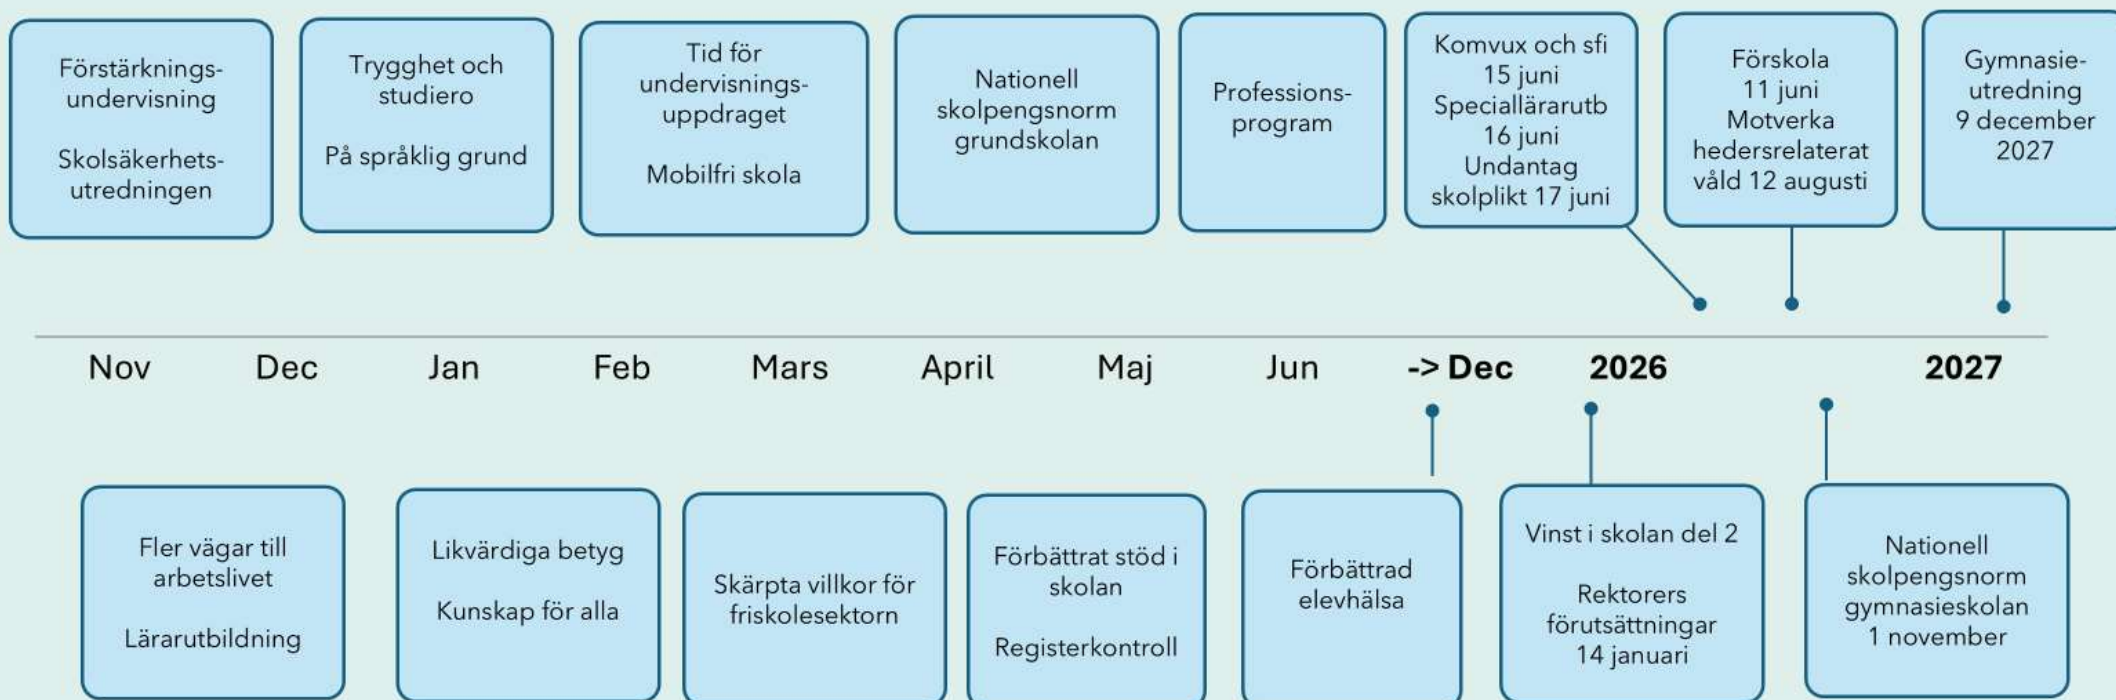 Förstärknings-
undervisning
Skolsäkerhets-
utredningen
Trygghet och
studiero
På språklig grund
Tid för
undervisnings-
uppdraget
Mobilfri skola
Nationell
skolpengsnorm
grundskolan
Professions-
program
Komvux och sfi
15 juni
Speciallärarutb
16 juni
Undantag
skolplikt 17 juni
Förskola
11 juni
Motverka
hedersrelaterat
våld 12 augusti
Gymnasie-
utredning
9 december
2027
Nov Dec Jan Feb Mars April Maj Jun -> Dec 2026 2027
Fler vägar till
arbetslivet
Lärarutbildning
Likvärdiga betyg
Kunskap för alla
Skärpta villkor för
friskolesektorn
Förbättrat stöd i
skolan
Registerkontroll
Förbättrad
elevhälsa
Vinst i skolan del 2
Rektorers
förutsättningar
14 januari
Nationell
skolpengsnorm
gymnasieskolan
1 november